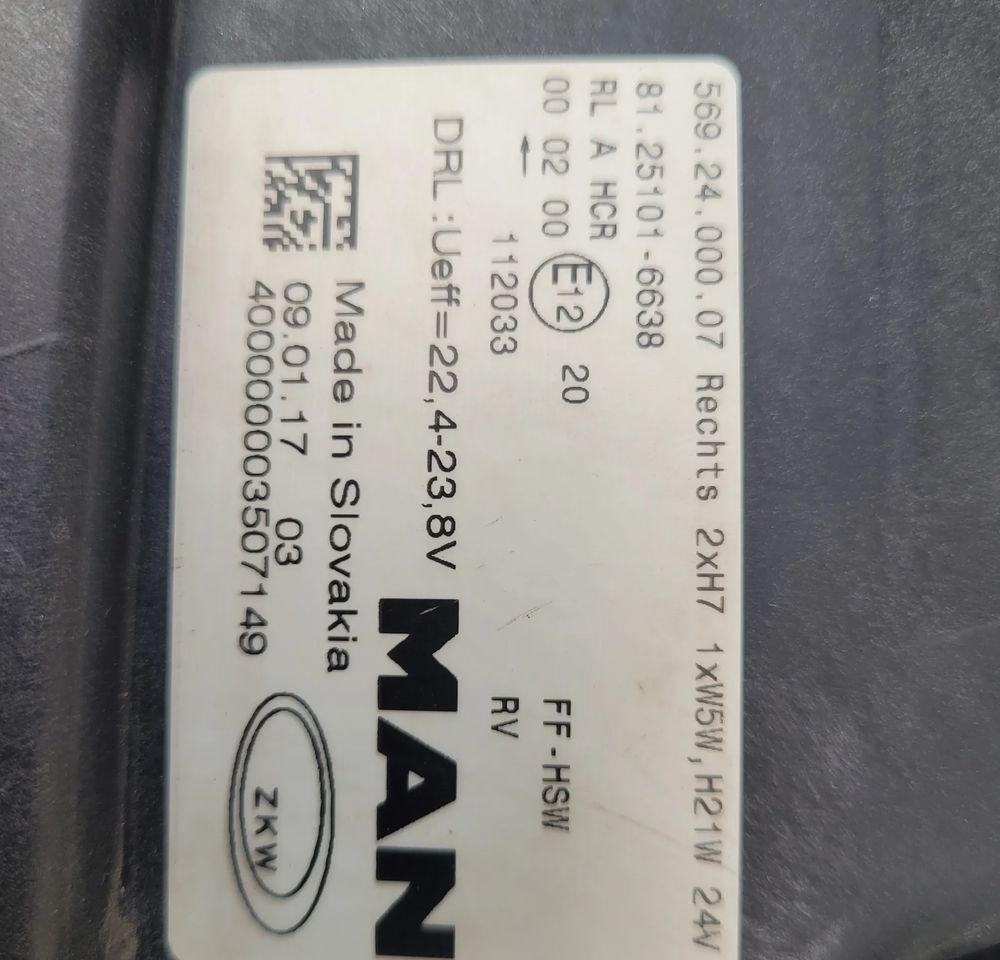 569.24.000.07 Rechts 2xH7 1xW5W,H21W 24V
81.25101-6638
RL A HCR
00 02 00 E12 20
←
112033
FF-HSW
RV
DRL:Ueff=22,4-23,8V
MAN
Made in Slovakia
09.01.17 03
40000003507149
ZKW